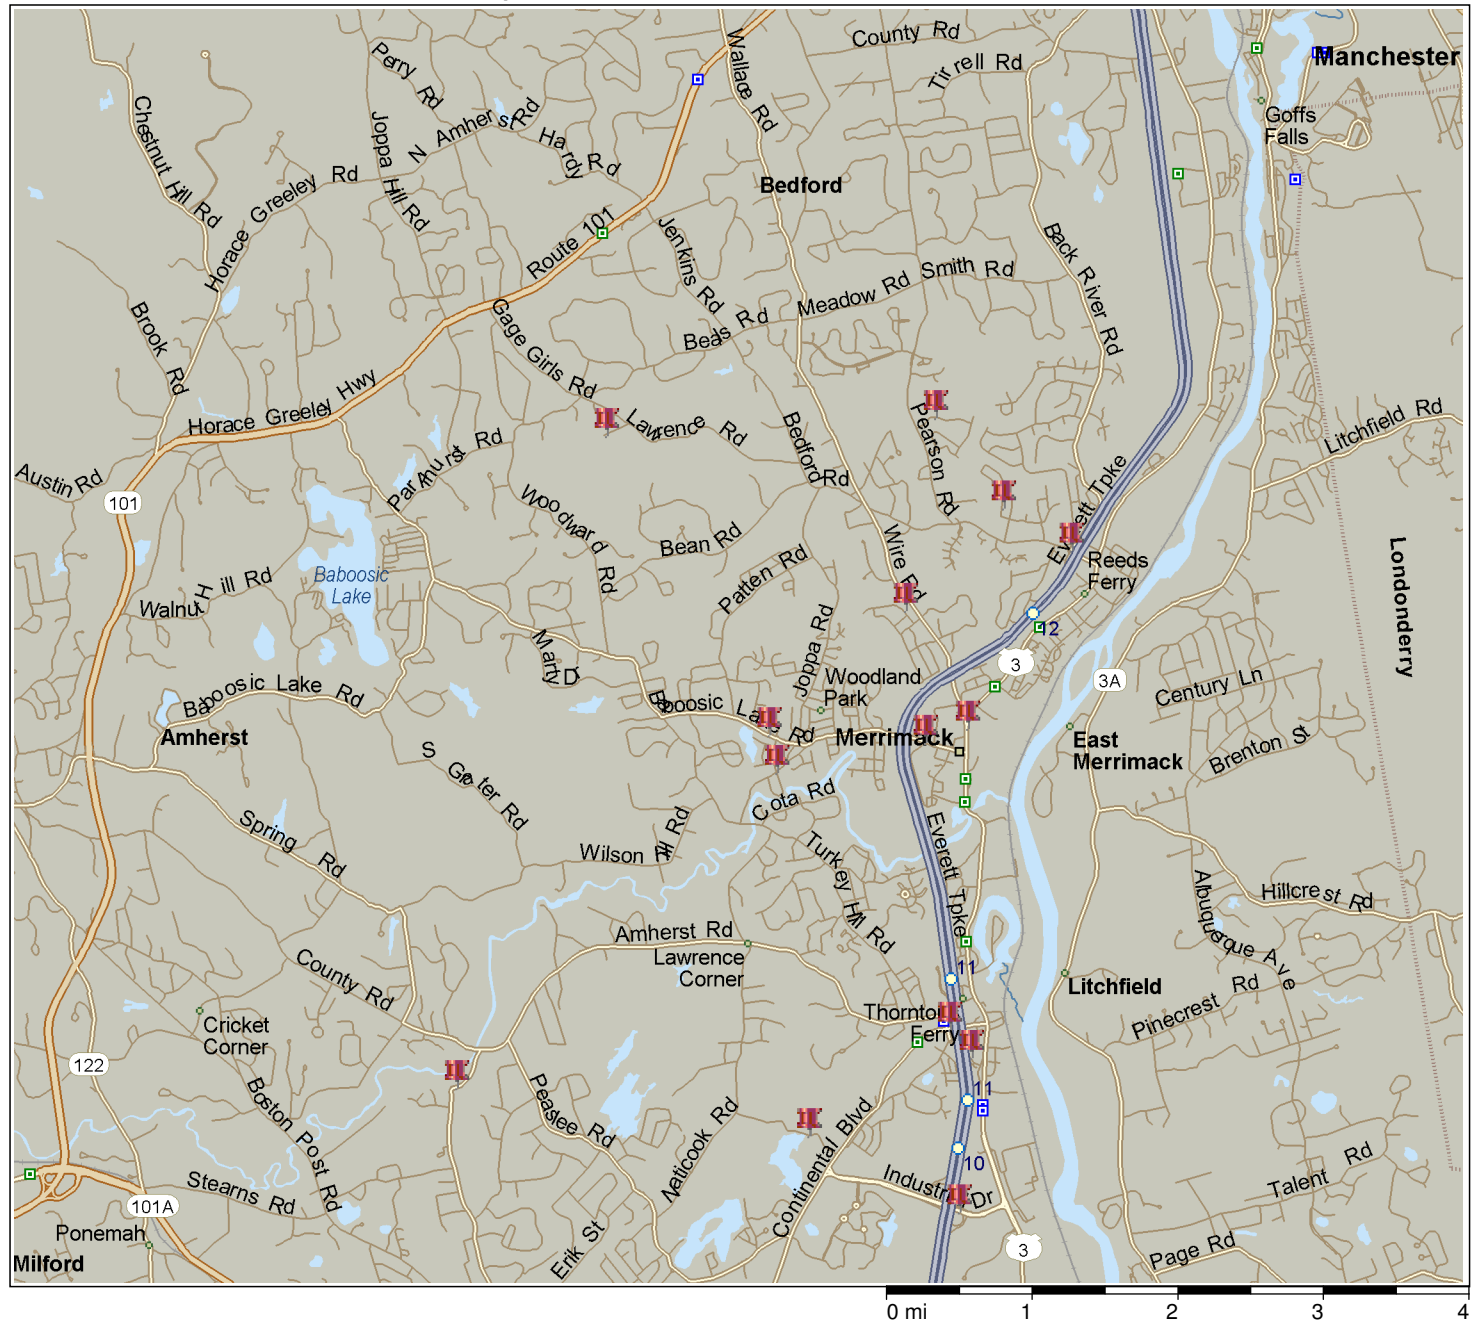 County Rd
Wallace Rd
Perry Rd
Tirrell Rd
Manchester
Chestnut Hill Rd
Joppa Hill Rd
N Amherst Rd
Hardy Rd
Goffs
Falls
Horace Greeley Rd
Bedford
Route 101
Jenkins Rd
Back River Rd
Smith Rd
Meadow Rd
Beals Rd
Brook Rd
Gage Girls Rd
Horace Greeley Hwy
Lawrence Rd
Pearson Rd
Bedford Rd
Litchfield Rd
Parkhurst Rd
Austin Rd
101
Woodward Rd
Everett Tpke
Bean Rd
Wire Rd
Londonderry
Reeds
Ferry
Patten Rd
Baboosic
Lake
Walnut Hill Rd
12
Joppa Rd
3
Marty Dr
3A
Woodland
Park
Century Ln
Baboosic Lake Rd
Baboosic Lake Rd
Amherst
Merrimack
East
Merrimack
Brenton St
S Gater Rd
Cota Rd
Spring Rd
Wilson Hill Rd
Turkey Hill Rd
Everett Tpke
Albuquerque Ave
Hillcrest Rd
Amherst Rd
Lawrence
Corner
County Rd
11
Litchfield
Pinecrest Rd
Cricket
Corner
Thornton
Ferry
122
11
Boston Post Rd
Peaslee Rd
Naticook Rd
Continental Blvd
10
Talent Rd
Stearns Rd
Industrial Dr
101A
Ponemah
Erik St
3
Page Rd
Milford
0 mi 1 2 3 4